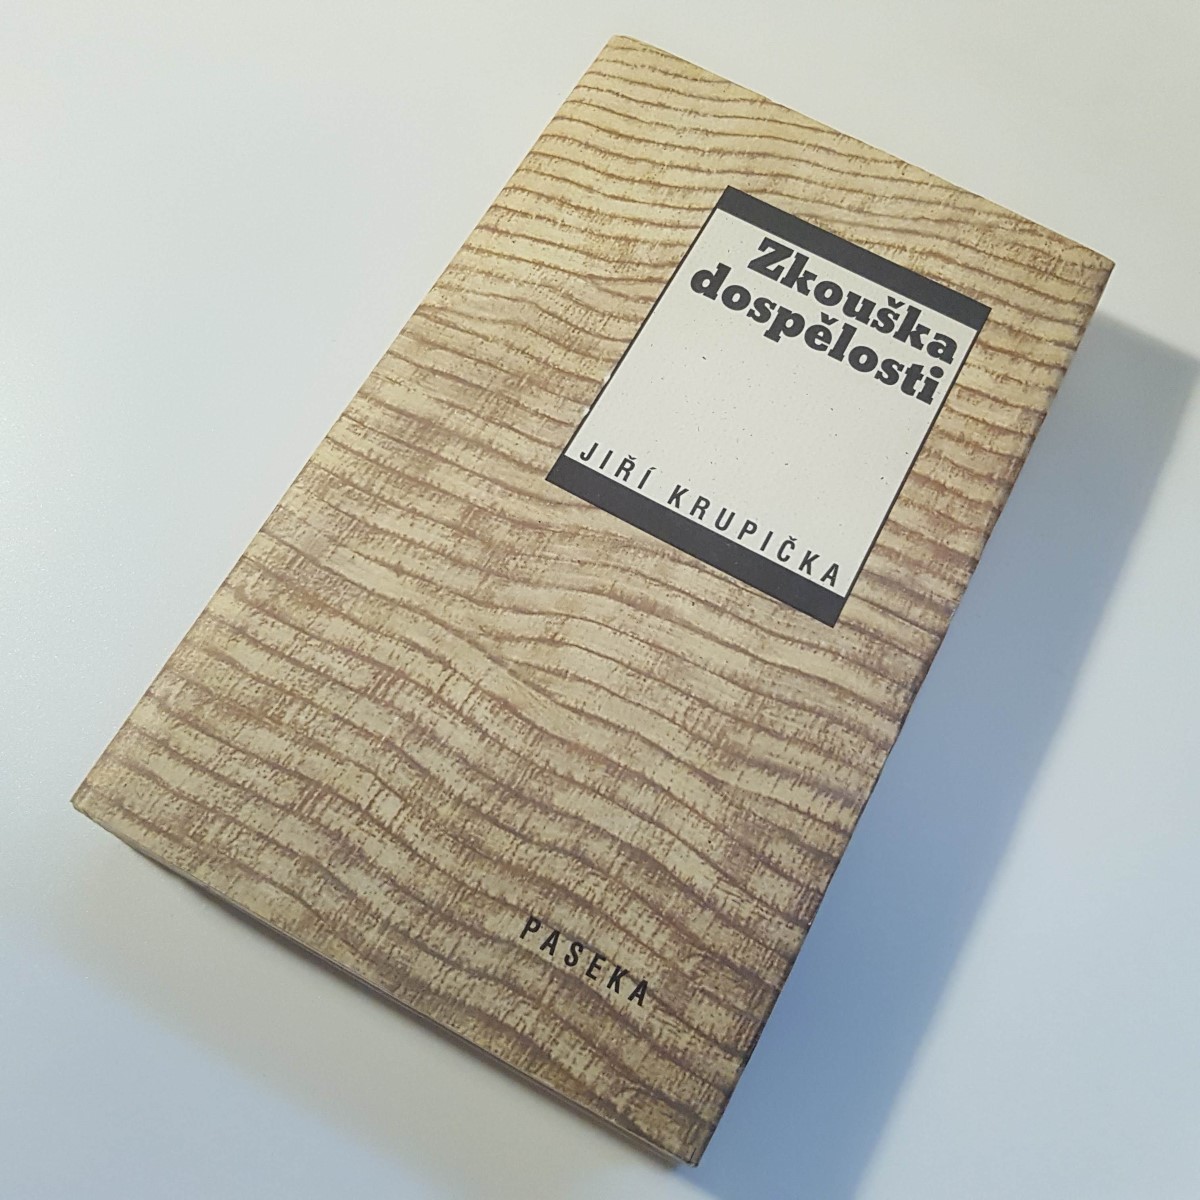 Zkouška
dospělosti
JIŘÍ KRUPIČKA
PASEKA